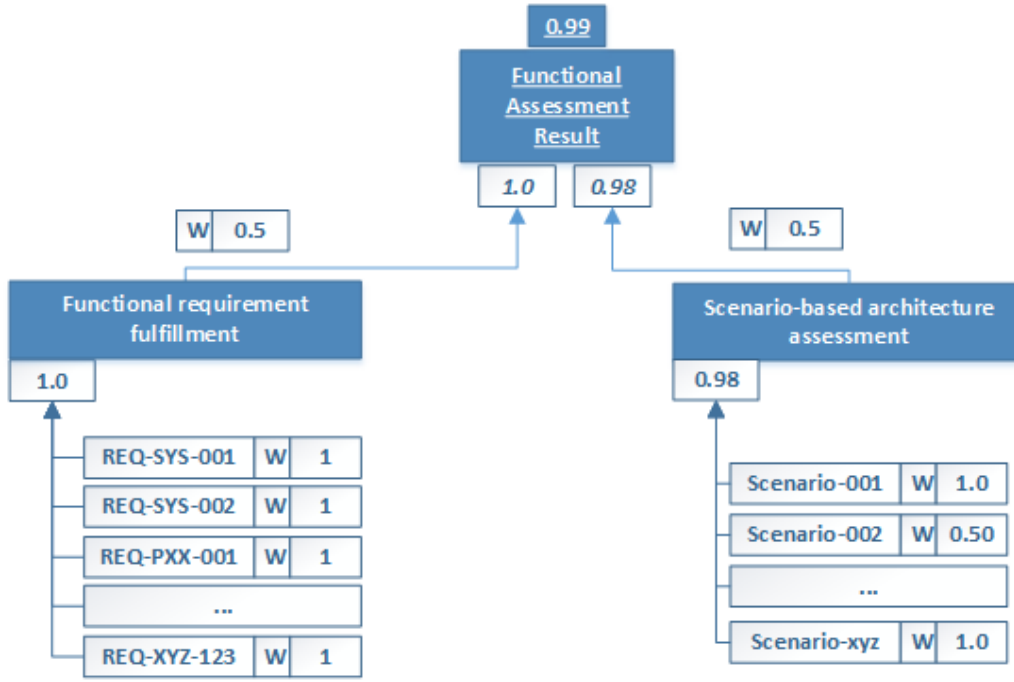 0.99
Functional
Assessment
Result
1.0
0.98
W 0.5
W 0.5
Functional requirement
fulfillment
1.0
REQ-SYS-001 W 1
REQ-SYS-002 W 1
REQ-PXX-001 W 1
...
REQ-XYZ-123 W 1
Scenario-based architecture
assessment
0.98
Scenario-001 W 1.0
Scenario-002 W 0.50
...
Scenario-xyz W 1.0